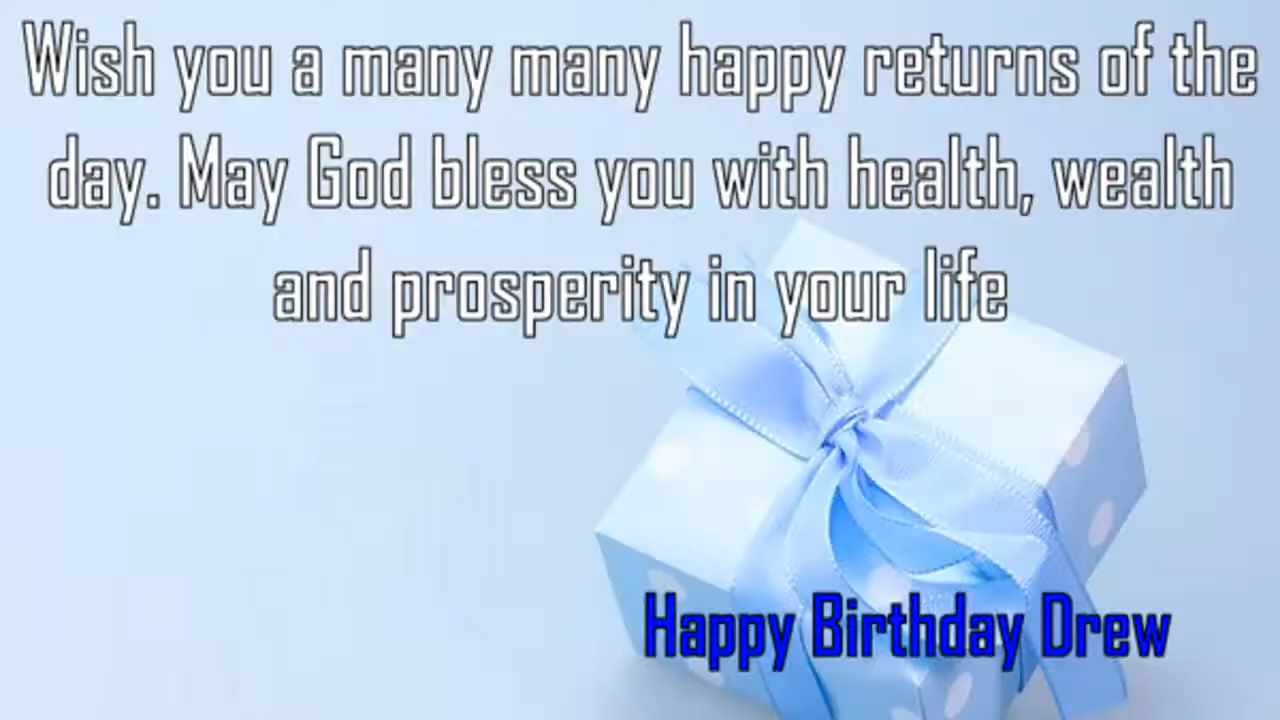 Wish you a many many happy returns of the
day. May God bless you with health, wealth
and prosperity in your life
Happy Birthday Drew